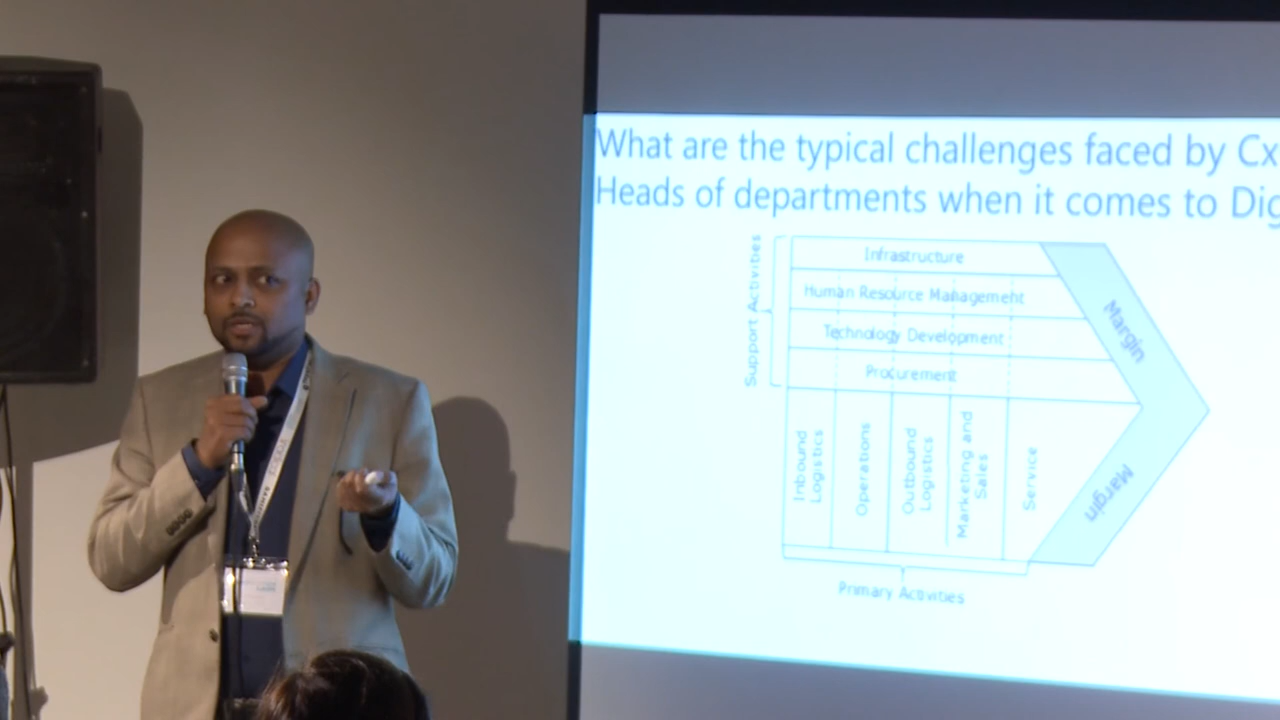 What are the typical challenges faced by Cx
Heads of departments when it comes to Dig
Support Activities
Infrastructure
Human Resource Management
Technology Development
Procurement
Margin
Inbound
Logistics
Operations
Outbound
Logistics
Marketing and
Sales
Service
Margin
Primary Activities